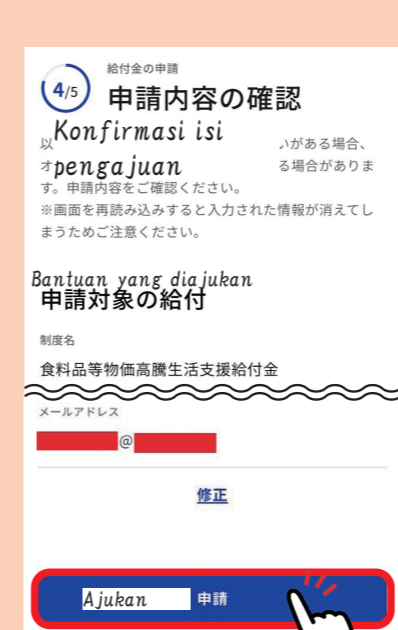 給付金の申請
4/5
申請内容の確認
Konfirmasi isi
以 いがある場合、
pengajuan
オ る場合がありま
す。申請内容をご確認ください。
※画面を再読み込みすると入力された情報が消えてし
まうためご注意ください。
Bantuan yang diajukan
申請対象の給付
制度名
食料品等物価高騰生活支援給付金
メールアドレス
@
修正
Ajukan 申請